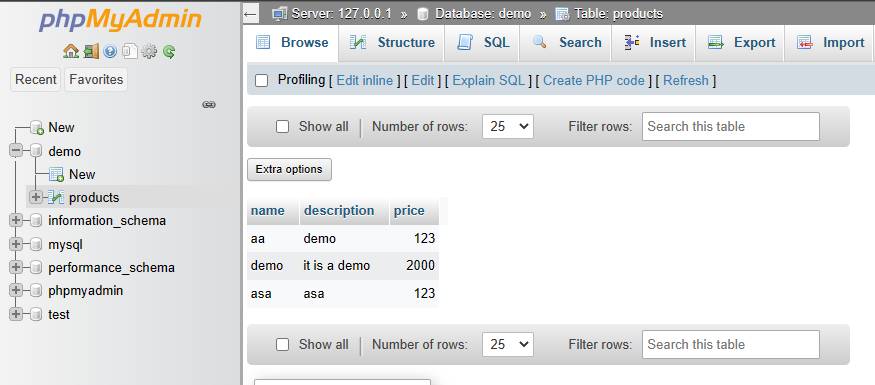 phpMyAdmin
Recent Favorites
New
demo
New
products
information_schema
mysql
performance_schema
phpmyadmin
test
Server: 127.0.0.1 » Database: demo » Table: products
Browse Structure SQL Search Insert Export Import
Profiling [ Edit inline ] [ Edit ] [ Explain SQL ] [ Create PHP code ] [ Refresh ]
Show all | Number of rows: 25 Filter rows: Search this table
Extra options
name description price
aa demo 123
demo it is a demo 2000
asa asa 123
Show all | Number of rows: 25 Filter rows: Search this table